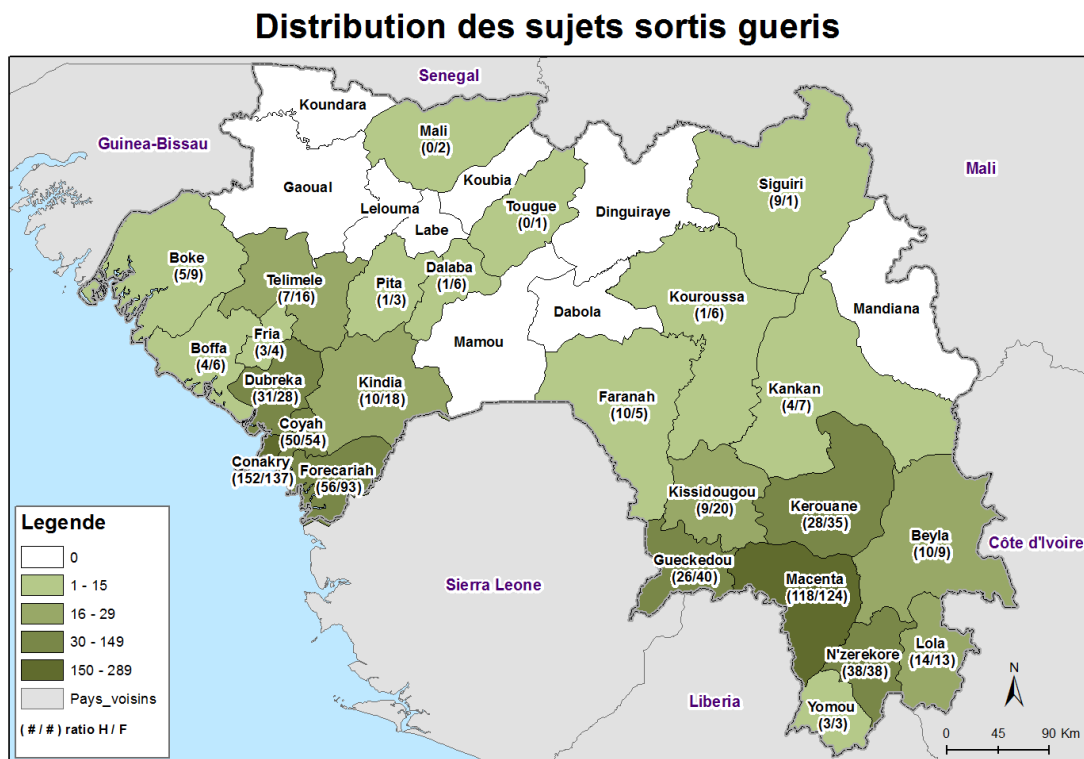 Distribution des sujets sortis gueris
Senegal
Koundara
Mali
(0/2)
Guinea-Bissau
Mali
Gaoual
Koubia
Siguiri
(9/1)
Lelouma
Tougue
(0/1)
Dinguiraye
Labe
Boke
(5/9)
Telimele
(7/16)
Pita
(1/3)
Dalaba
(1/6)
Kouroussa
(1/6)
Dabola
Mandiana
Mamou
Fria
(3/4)
Boffa
(4/6)
Dubreka
(31/28)
Kindia
(10/18)
Faranah
(10/5)
Kankan
(4/7)
Coyah
(50/54)
Conakry
(152/137)
Forecariah
(56/93)
Kissidougou
(9/20)
Kerouane
(28/35)
Beyla
(10/9)
Côte d'Ivoire
Gueckedou
(26/40)
Macenta
(118/124)
Sierra Leone
N'zerekore
(38/38)
Lola
(14/13)
Liberia
Yomou
(3/3)
Legende
0
1 - 15
16 - 29
30 - 149
150 - 289
Pays_voisins
( # / # ) ratio H / F
N
0 45 90 Km